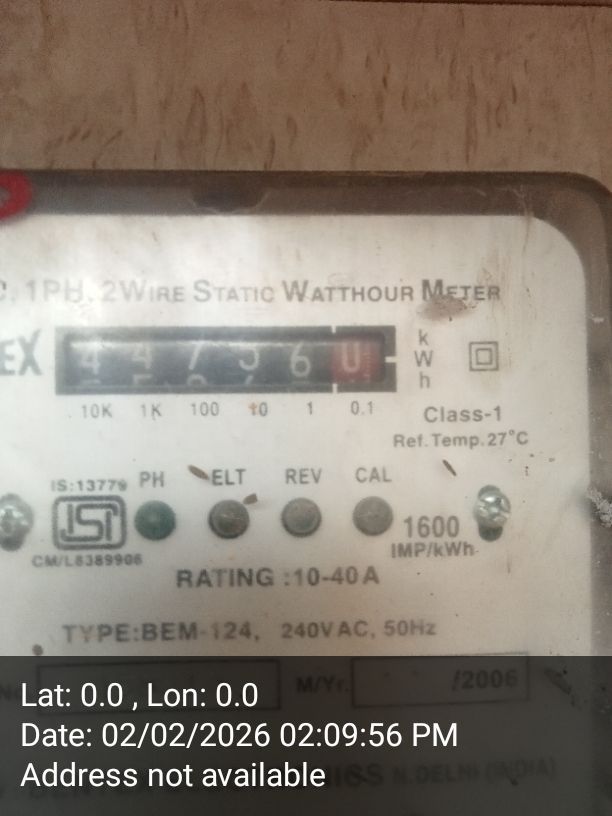 1PH. 2WIRE STATIC WATTHOUR METER
EX
4 4 7 5 6 0
k
W
h
10K 1K 100 10 1 0.1
Class-1
Ref. Temp. 27°C
IS:13779 PH ELT REV CAL
ISI
CM/L8389906
1600
IMP/kWh
RATING :10-40A
TYPE:BEM-124, 240VAC, 50Hz
M/Yr. /2006
N. DELHI (INDIA)
Lat: 0.0 , Lon: 0.0
Date: 02/02/2026 02:09:56 PM
Address not available